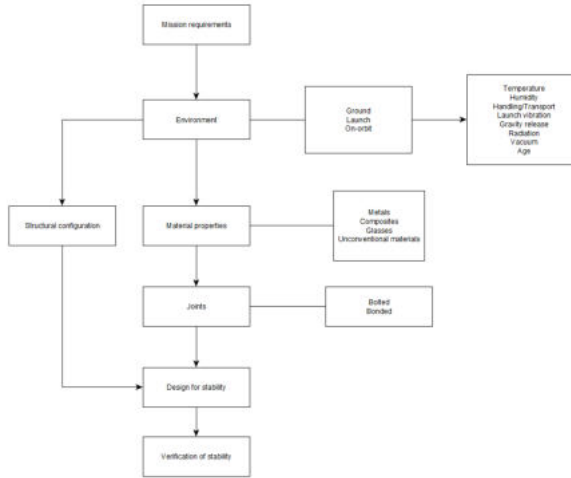 Mission requirements
Environment
Ground
Launch
On-orbit
Temperature
Humidity
Handling/Transport
Launch vibration
Gravity release
Radiation
Vacuum
Age
Structural configuration
Material properties
Metals
Composites
Glasses
Unconventional materials
Joints
Bolted
Bonded
Design for stability
Verification of stability